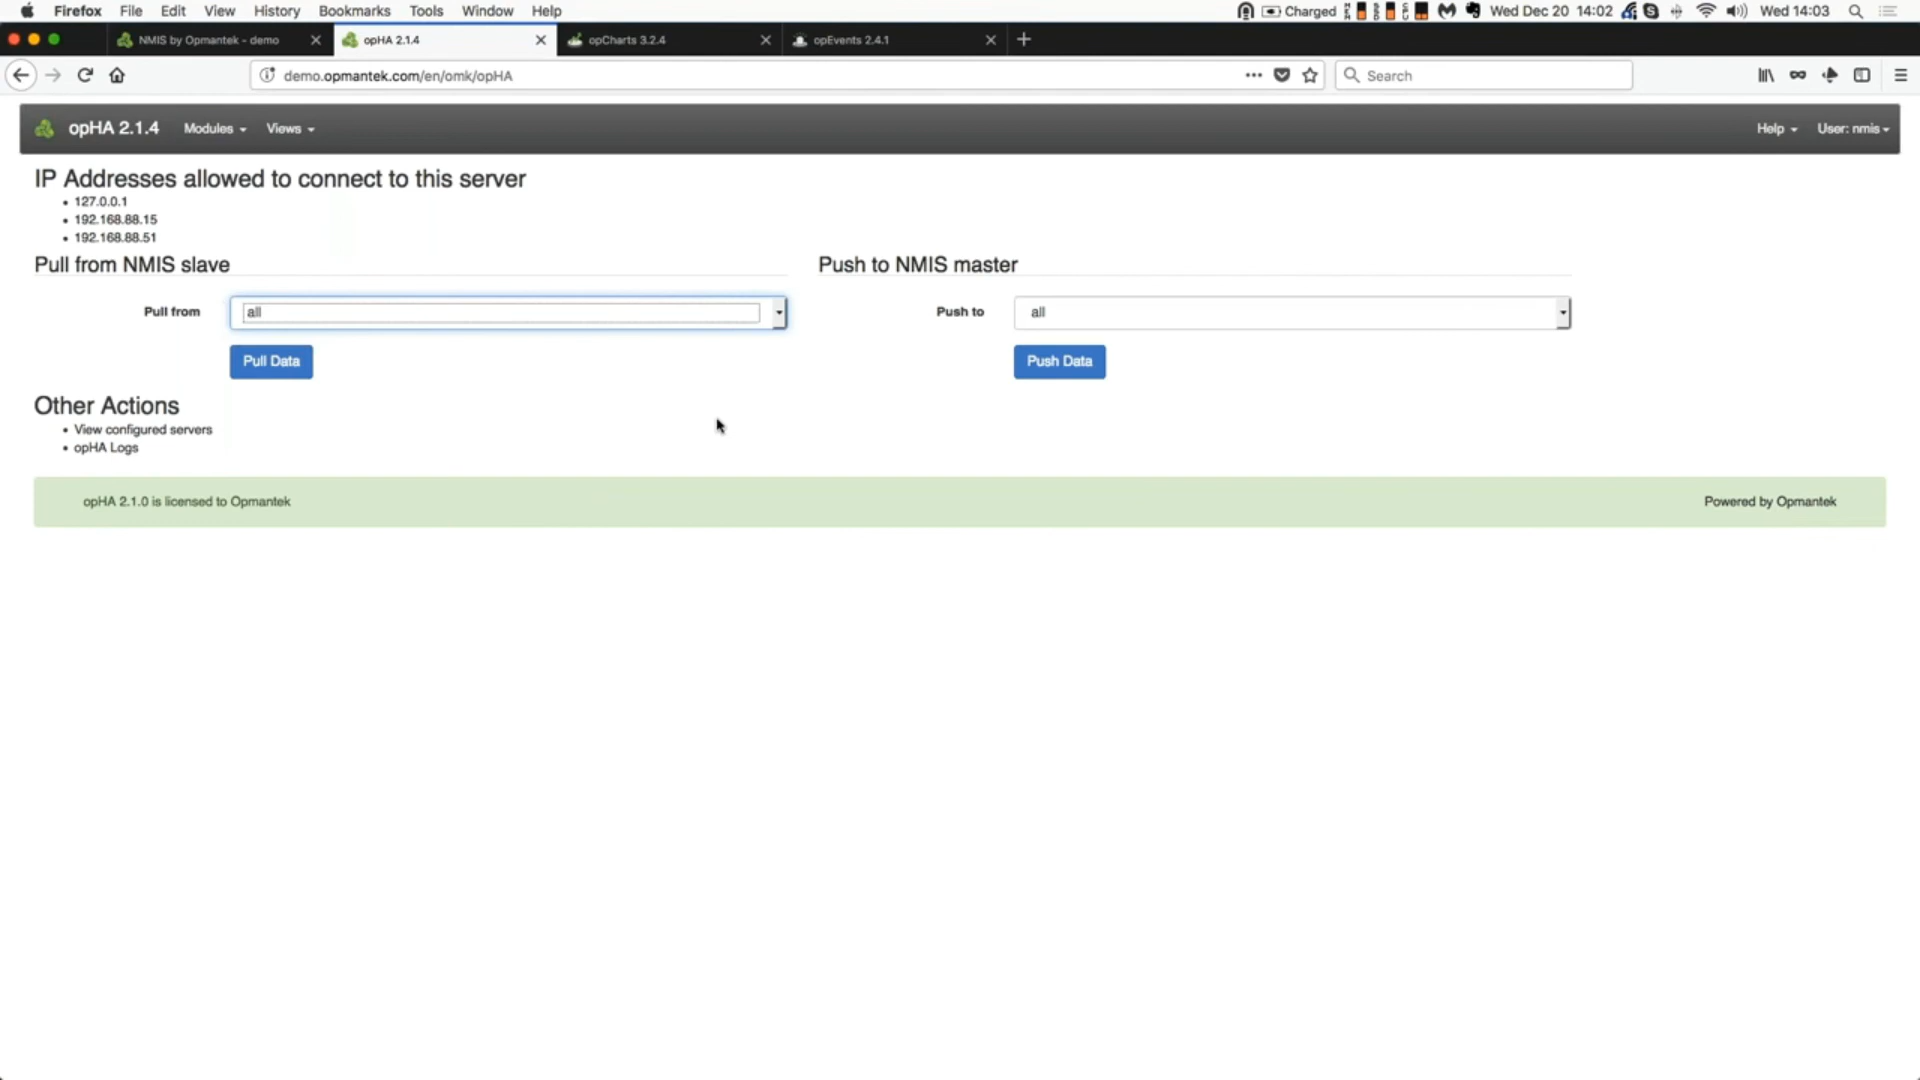 Firefox File Edit View History Bookmarks Tools Window Help Charged Wed Dec 20 14:02 Wed 14:03
NMIS by Opmantek - demo opHA 2.1.4 opCharts 3.2.4 opEvents 2.4.1
demo.opmantek.com/en/omk/opHA Search
opHA 2.1.4 Modules Views Help User: nmis
IP Addresses allowed to connect to this server
• 127.0.0.1
• 192.168.88.15
• 192.168.88.51
Pull from NMIS slave Push to NMIS master
Pull from all Push to all
Pull Data Push Data
Other Actions
• View configured servers
• opHA Logs
opHA 2.1.0 is licensed to Opmantek Powered by Opmantek